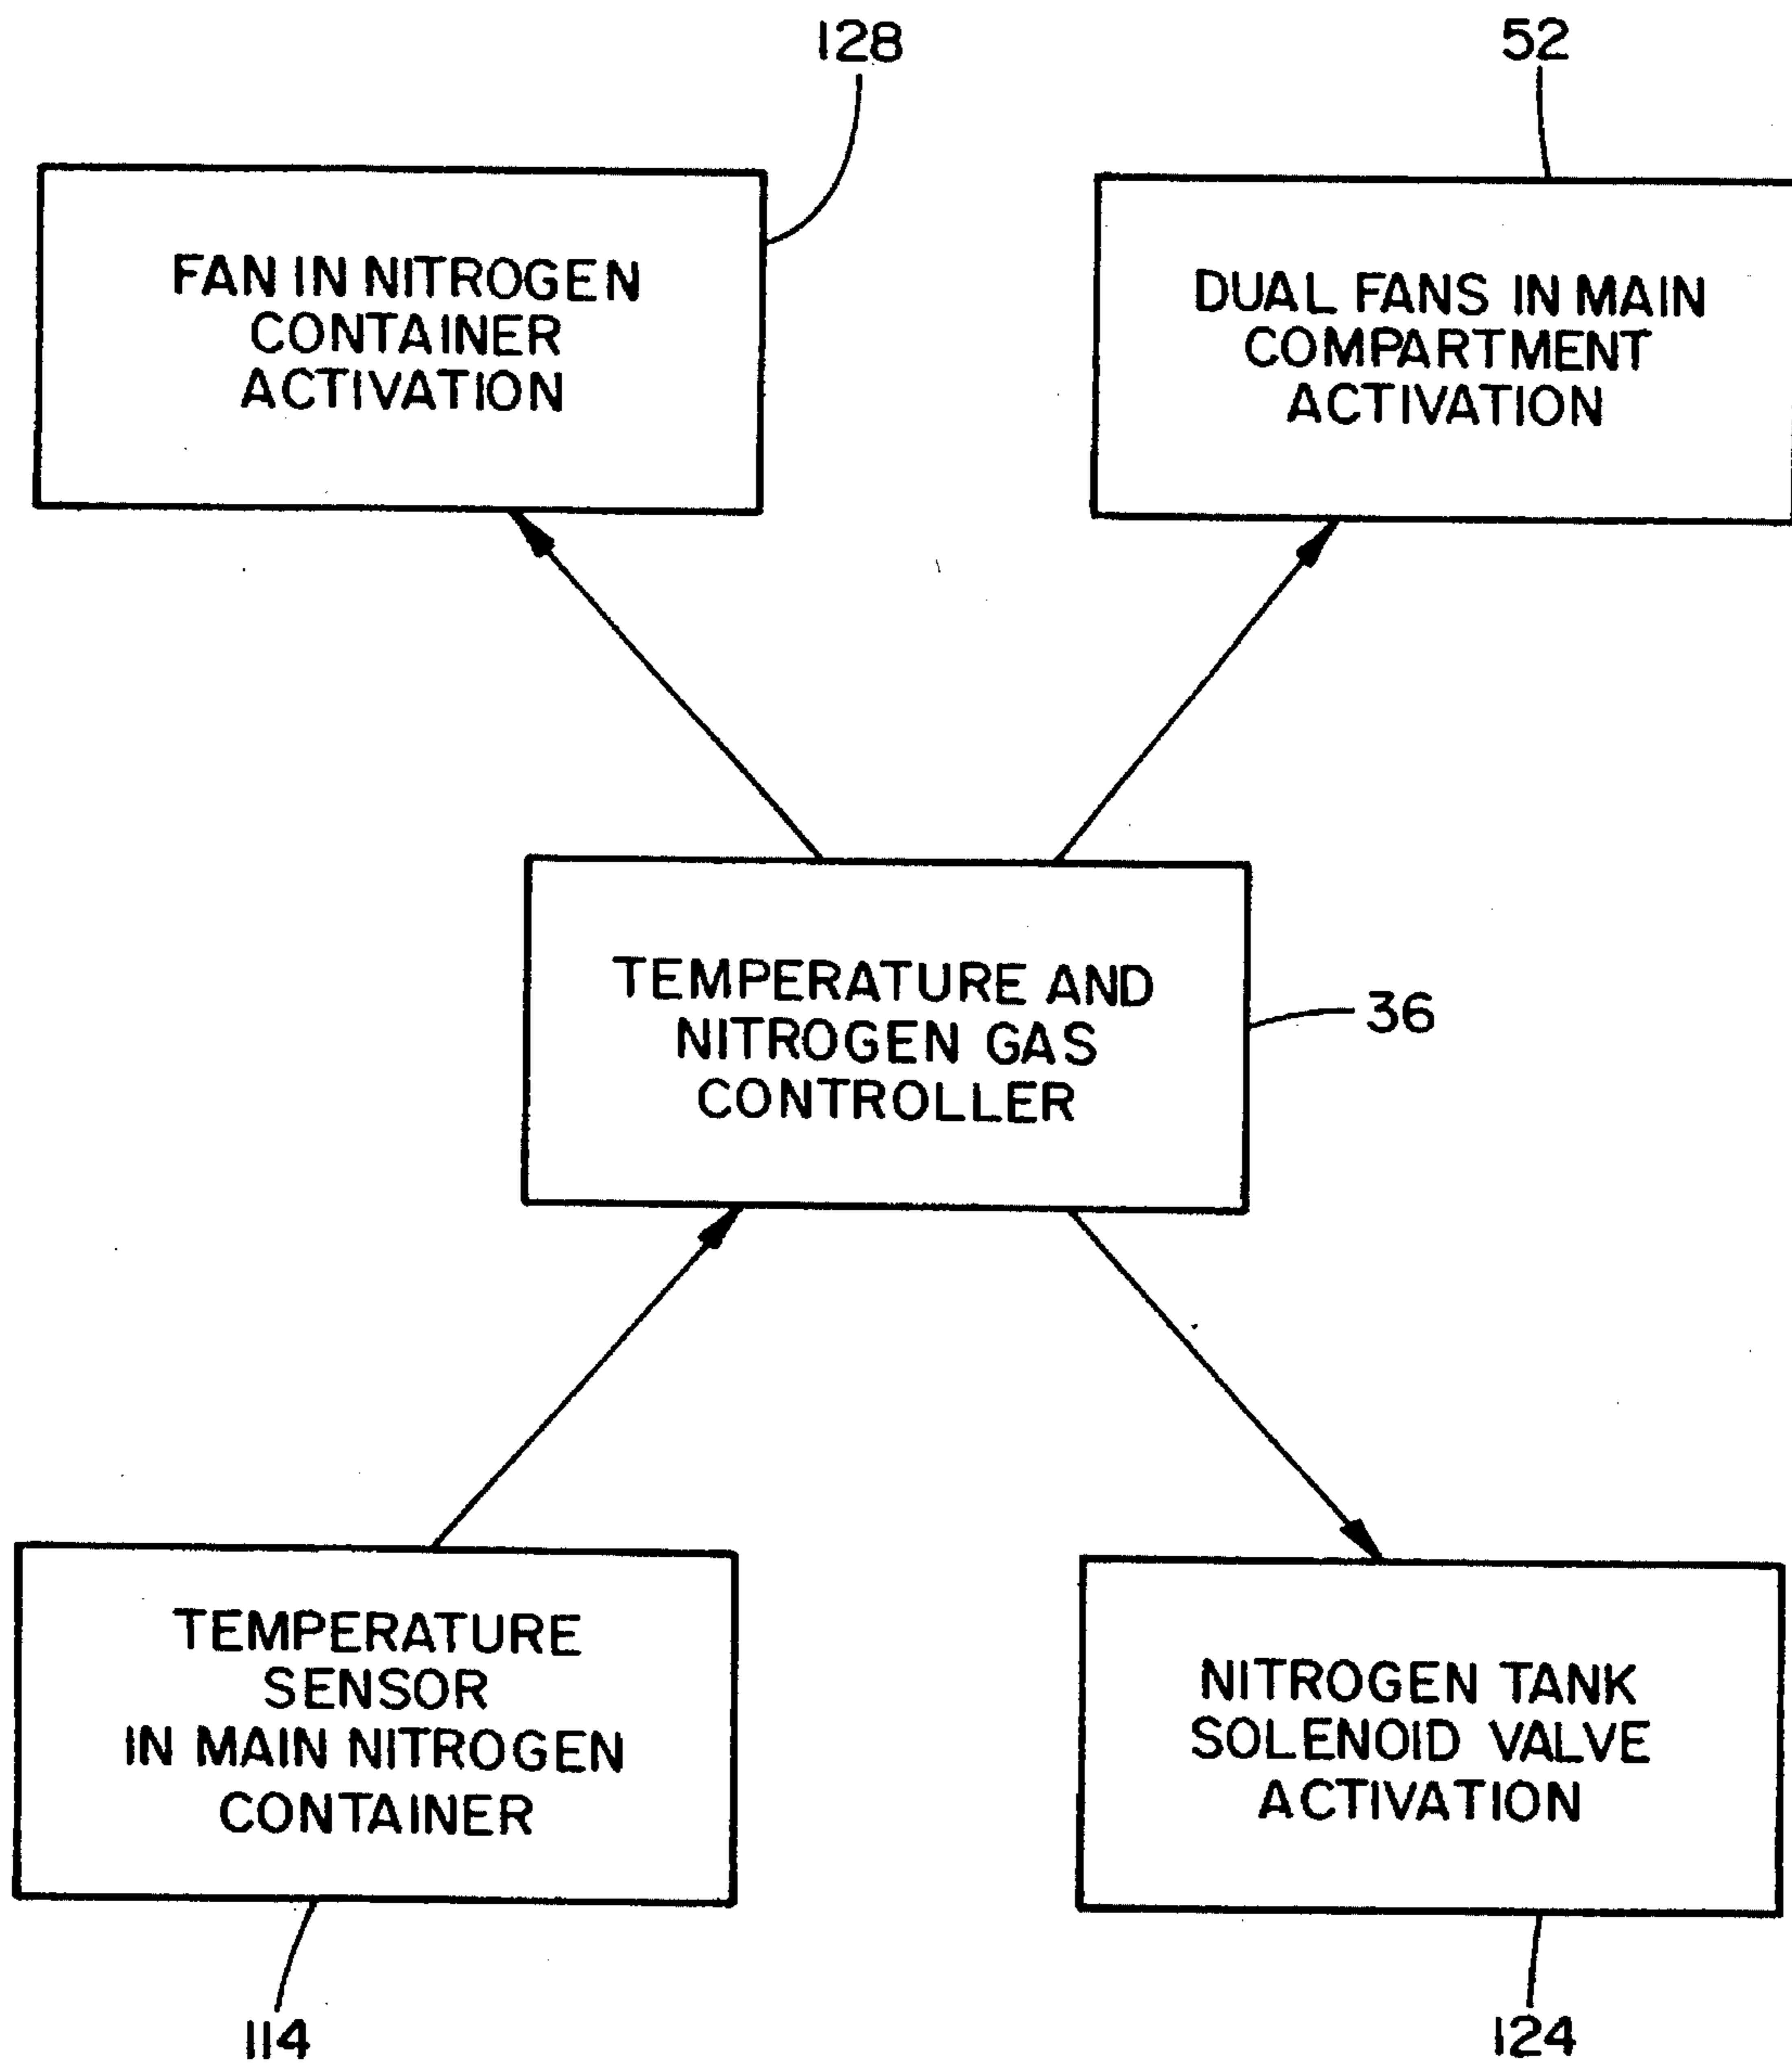 128
52
FAN IN NITROGEN
CONTAINER
ACTIVATION
DUAL FANS IN MAIN
COMPARTMENT
ACTIVATION
TEMPERATURE AND
NITROGEN GAS
CONTROLLER
36
TEMPERATURE
SENSOR
IN MAIN NITROGEN
CONTAINER
NITROGEN TANK
SOLENOID VALVE
ACTIVATION
114
124